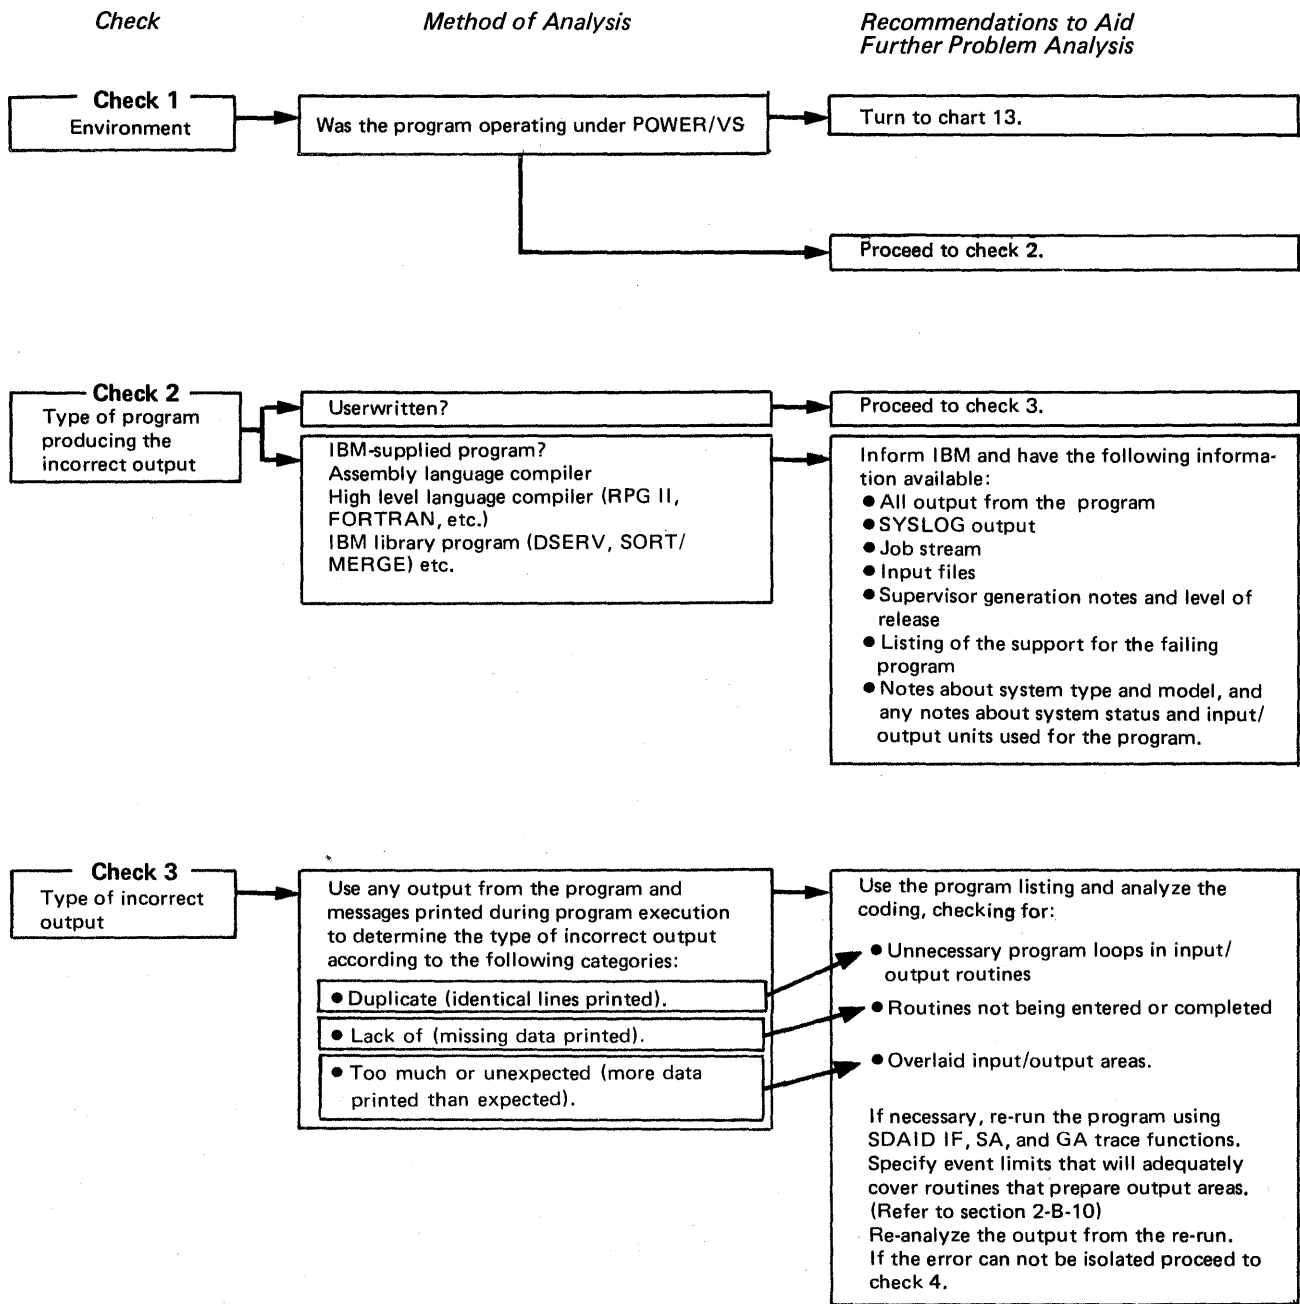 Check
Method of Analysis
Recommendations to Aid
Further Problem Analysis
Check 1
Environment
Was the program operating under POWER/VS
Turn to chart 13.
Proceed to check 2.
Check 2
Type of program
producing the
incorrect output
Userwritten?
Proceed to check 3.
IBM-supplied program?
Assembly language compiler
High level language compiler (RPG II,
FORTRAN, etc.)
IBM library program (DSERV, SORT/
MERGE) etc.
Inform IBM and have the following informa-
tion available:
● All output from the program
● SYSLOG output
● Job stream
● Input files
● Supervisor generation notes and level of
release
● Listing of the support for the failing
program
● Notes about system type and model, and
any notes about system status and input/
output units used for the program.
Check 3
Type of incorrect
output
Use any output from the program and
messages printed during program execution
to determine the type of incorrect output
according to the following categories:
● Duplicate (identical lines printed).
● Lack of (missing data printed).
● Too much or unexpected (more data
printed than expected).
Use the program listing and analyze the
coding, checking for:
● Unnecessary program loops in input/
output routines
● Routines not being entered or completed
● Overlaid input/output areas.
If necessary, re-run the program using
SDAID IF, SA, and GA trace functions.
Specify event limits that will adequately
cover routines that prepare output areas.
(Refer to section 2-B-10)
Re-analyze the output from the re-run.
If the error can not be isolated proceed to
check 4.